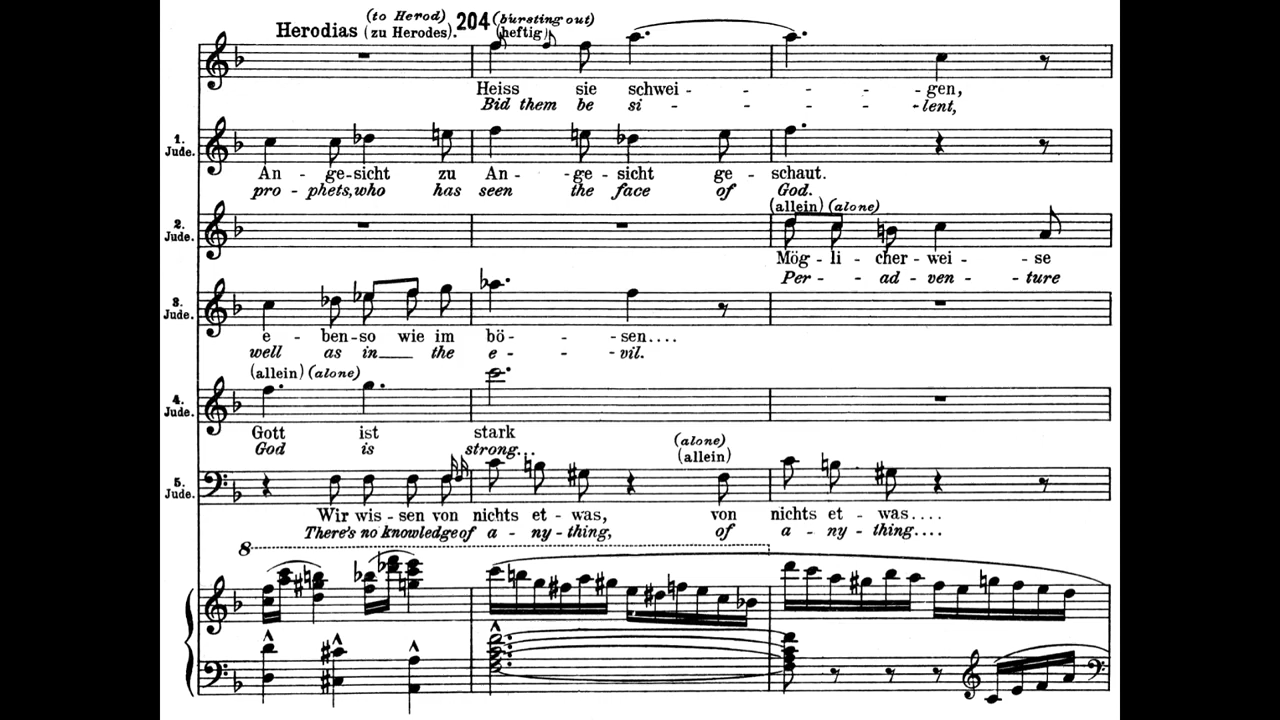 (to Herod) 204 (bursting out)
Herodias (zu Herodes). (heftig)
Heiss sie schwei - - - - gen,
Bid them be si - - - - lent,
1.
Jude.
An - ge-sicht zu An - ge - sicht ge - schaut.
pro - phets, who has seen the face of God.
(allein) (alone)
2.
Jude.
Mög - li - cher - wei - se
Per - ad - ven - ture
3.
Jude.
e - ben-so wie im bö - - sen....
well as in the e - - vil.
(allein) (alone)
4.
Jude.
Gott ist stark
God is strong...
(alone)
(allein)
5.
Jude.
Wir wis - sen von nichts et - was, von nichts et - was....
There's no knowledge of a - ny - thing, of a - ny - thing....
8